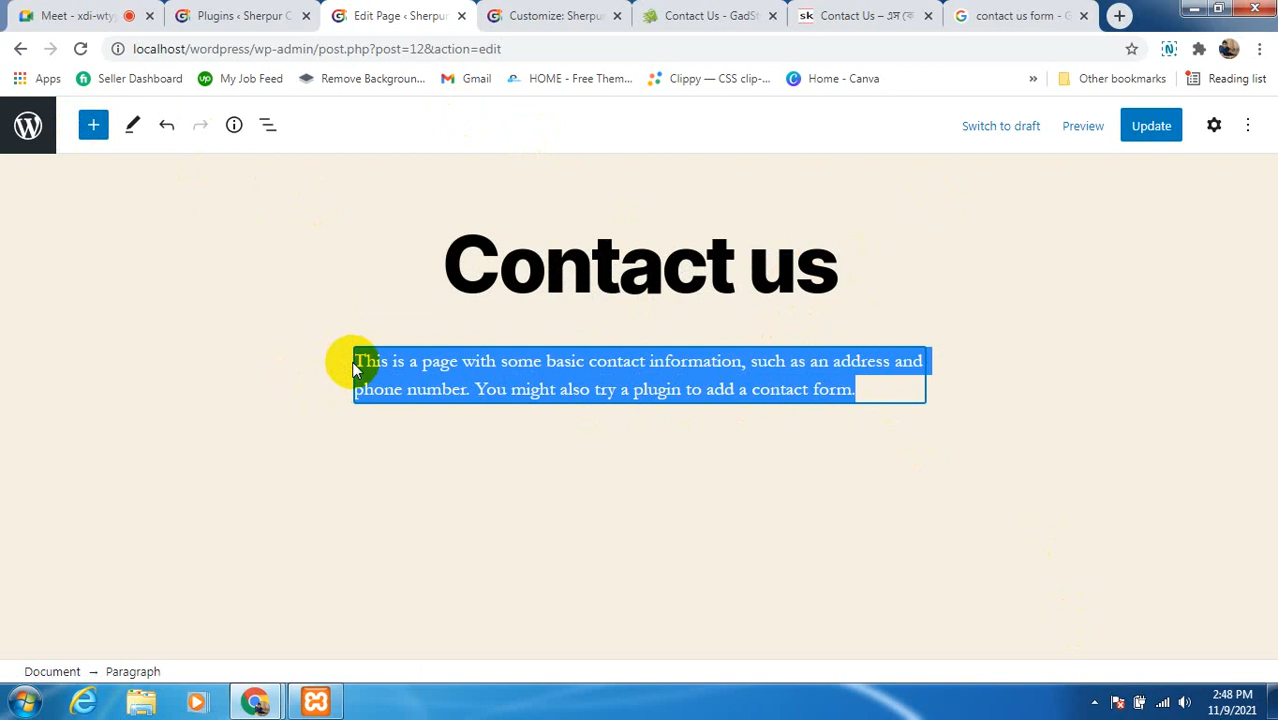 Meet - xdi-wty
Plugins ‹ Sherpur C
Edit Page ‹ Sherpu
Customize: Sherpu
Contact Us - GadSt
Contact Us – এস কে
contact us form - G
localhost/wordpress/wp-admin/post.php?post=12&action=edit
Apps
Seller Dashboard
My Job Feed
Remove Backgroun...
Gmail
HOME - Free Them...
Clippy — CSS clip-...
Home - Canva
»
Other bookmarks
Reading list
Switch to draft
Preview
Update
Contact us
This is a page with some basic contact information, such as an address and
phone number. You might also try a plugin to add a contact form.
Document → Paragraph
2:48 PM
11/9/2021